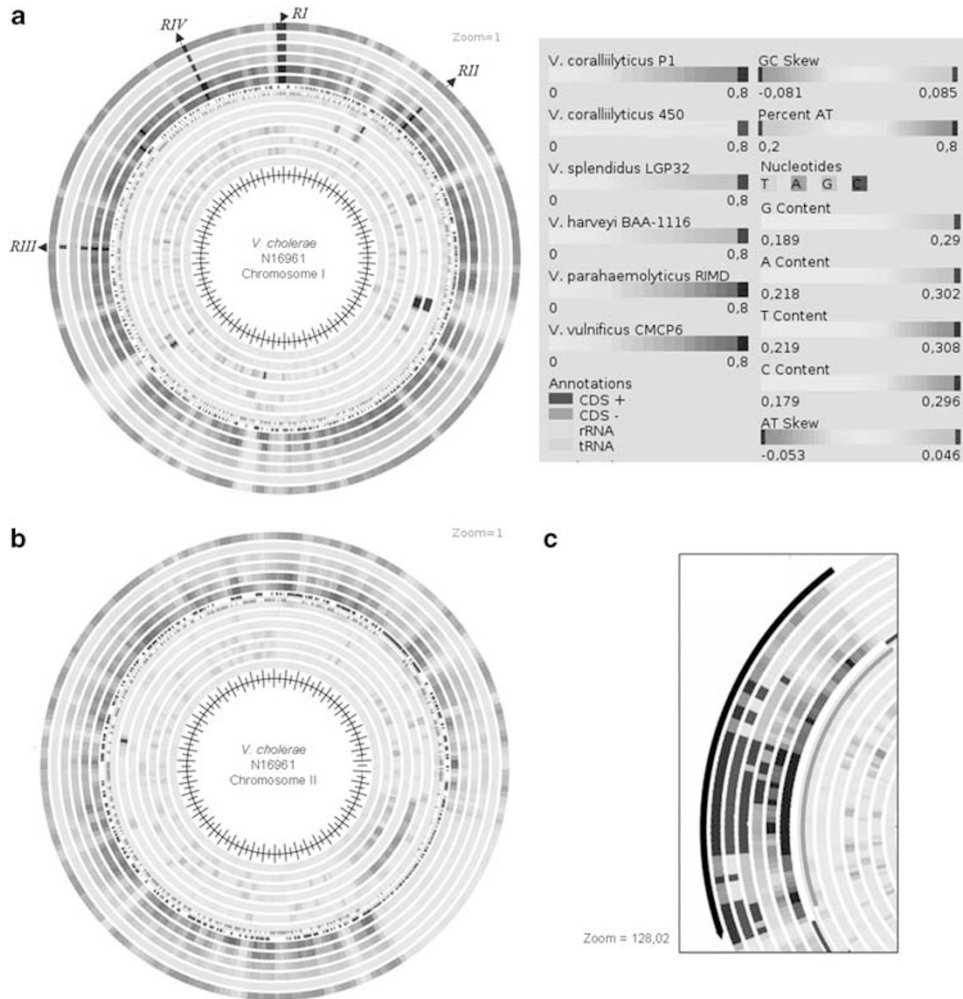 a
RIV
RI
Zoom=1
RII
RIII
V. cholerae
N16961
Chromosome I
V. coralliilyticus P1
0 0,8
V. coralliilyticus 450
0 0,8
V. splendidus LGP32
0 0,8
V. harveyi BAA-1116
0 0,8
V. parahaemolyticus RIMD
0 0,8
V. vulnificus CMCP6
0 0,8
Annotations
CDS +
CDS -
rRNA
tRNA
GC Skew
-0,081 0,085
Percent AT
0,2 0,8
Nucleotides
T A G C
G Content
0,189 0,29
A Content
0,218 0,302
T Content
0,219 0,308
C Content
0,179 0,296
AT Skew
-0,053 0,046
b
Zoom=1
V. cholerae
N16961
Chromosome II
c
Zoom = 128,02